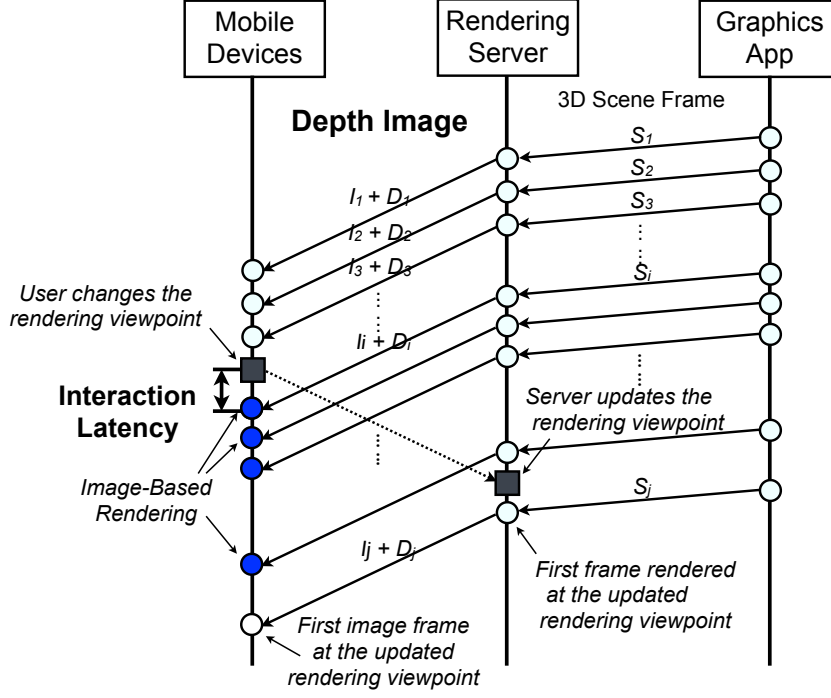 Mobile
Devices
Rendering
Server
Graphics
App
3D Scene Frame
Depth Image
S1
S2
S3
I1 + D1
I2 + D2
I3 + D3
Si
User changes the
rendering viewpoint
Ii + Di
Interaction
Latency
Server updates the
rendering viewpoint
Image-Based
Rendering
Sj
Ij + Dj
First frame rendered
at the updated
rendering viewpoint
First image frame
at the updated
rendering viewpoint